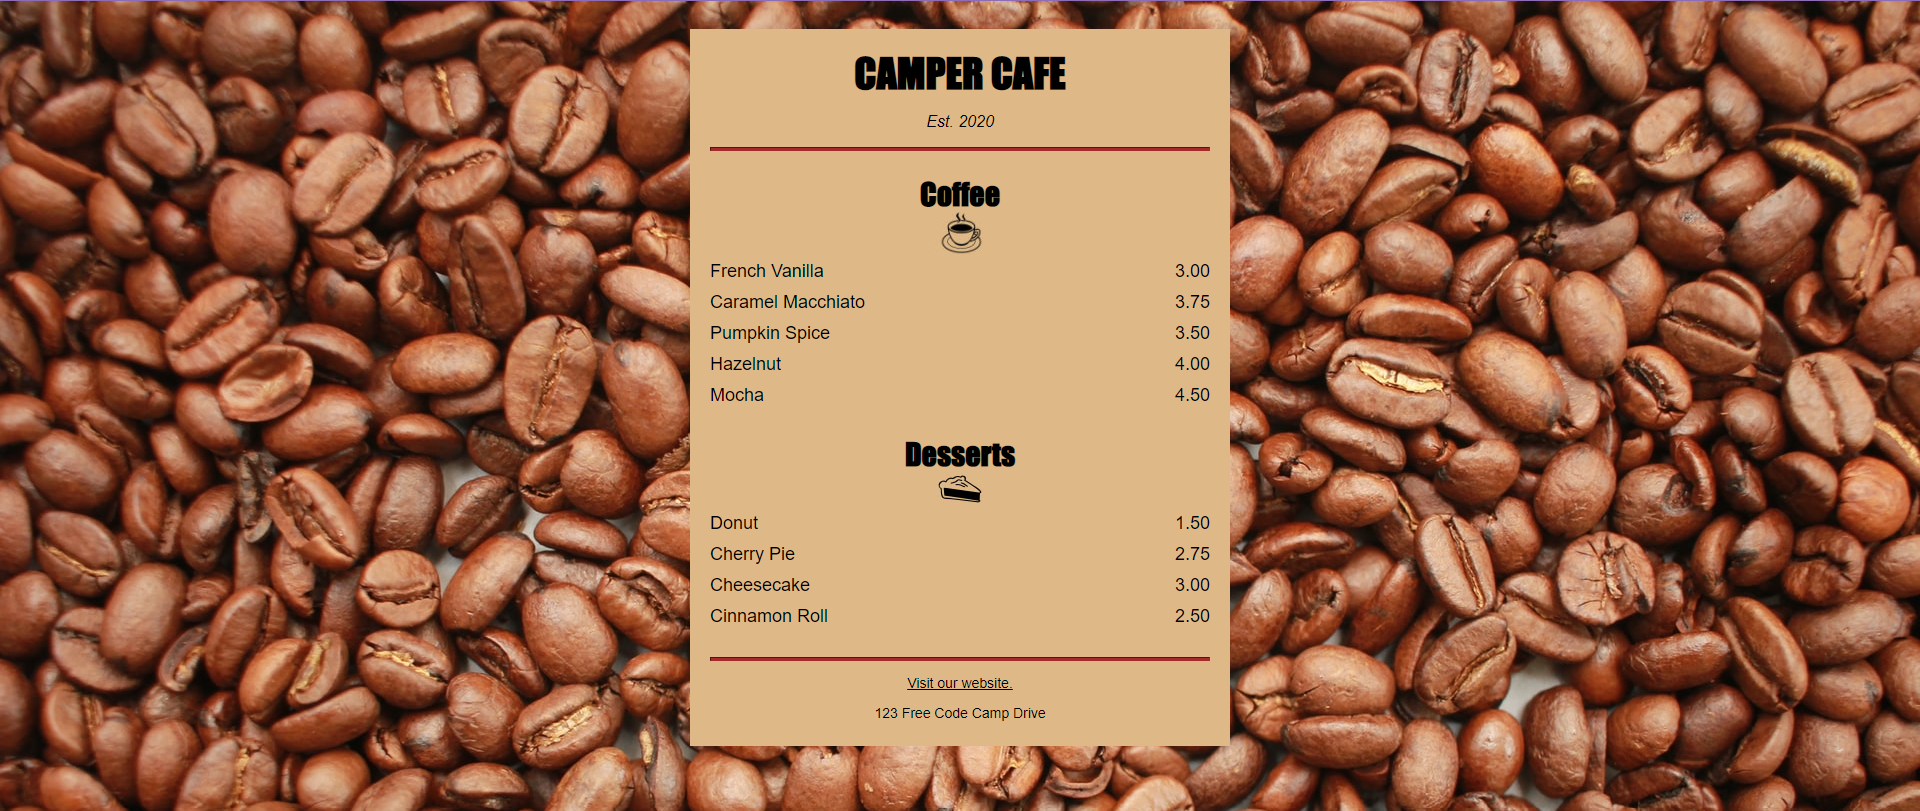 CAMPER CAFE
Est. 2020
Coffee
French Vanilla 3.00
Caramel Macchiato 3.75
Pumpkin Spice 3.50
Hazelnut 4.00
Mocha 4.50
Desserts
Donut 1.50
Cherry Pie 2.75
Cheesecake 3.00
Cinnamon Roll 2.50
Visit our website.
123 Free Code Camp Drive